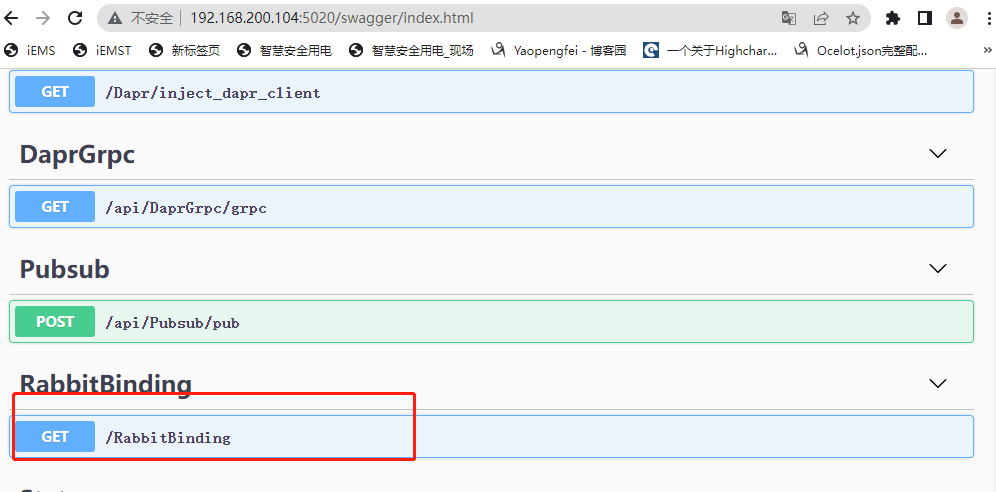 不安全 192.168.200.104:5020/swagger/index.html
iEMS iEMST 新标签页 智慧安全用电 智慧安全用电_现场 Yaopengfei - 博客园 一个关于Highchar... Ocelot.json完整配... »
GET /Dapr/inject_dapr_client
DaprGrpc
GET /api/DaprGrpc/grpc
Pubsub
POST /api/Pubsub/pub
RabbitBinding
GET /RabbitBinding